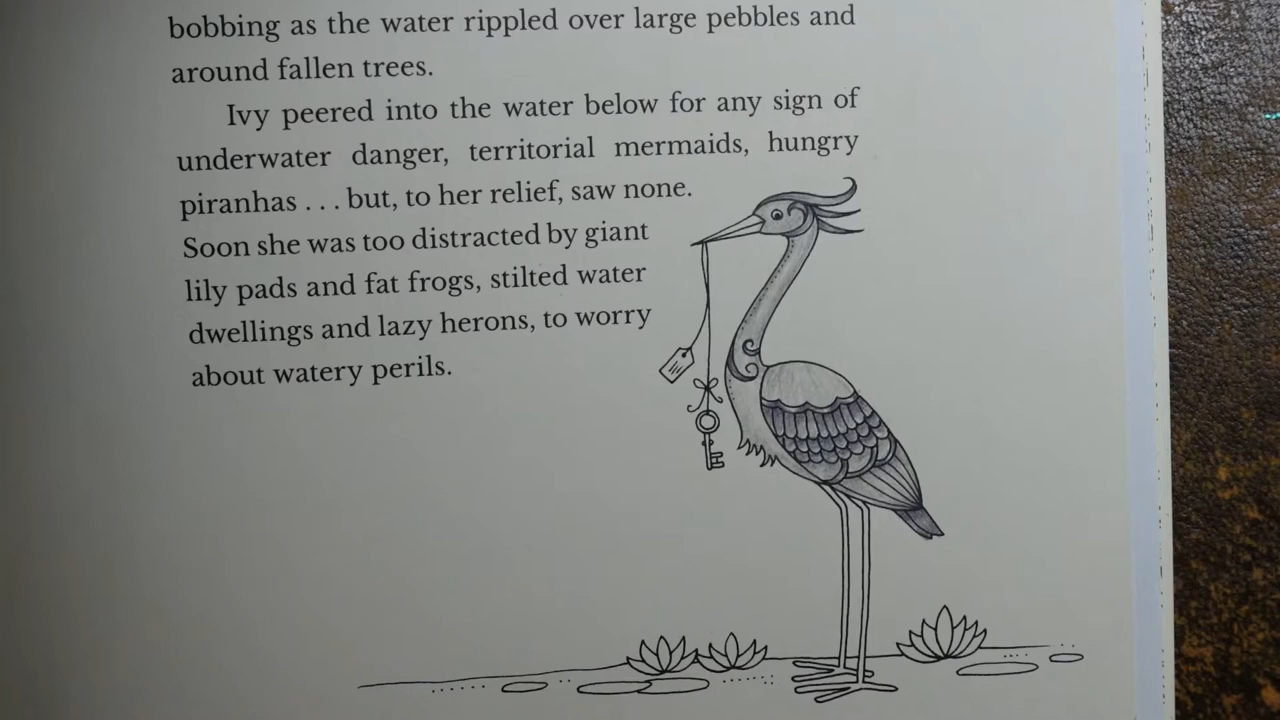 bobbing as the water rippled over large pebbles and
around fallen trees.
Ivy peered into the water below for any sign of
underwater danger, territorial mermaids, hungry
piranhas . . . but, to her relief, saw none.
Soon she was too distracted by giant
lily pads and fat frogs, stilted water
dwellings and lazy herons, to worry
about watery perils.